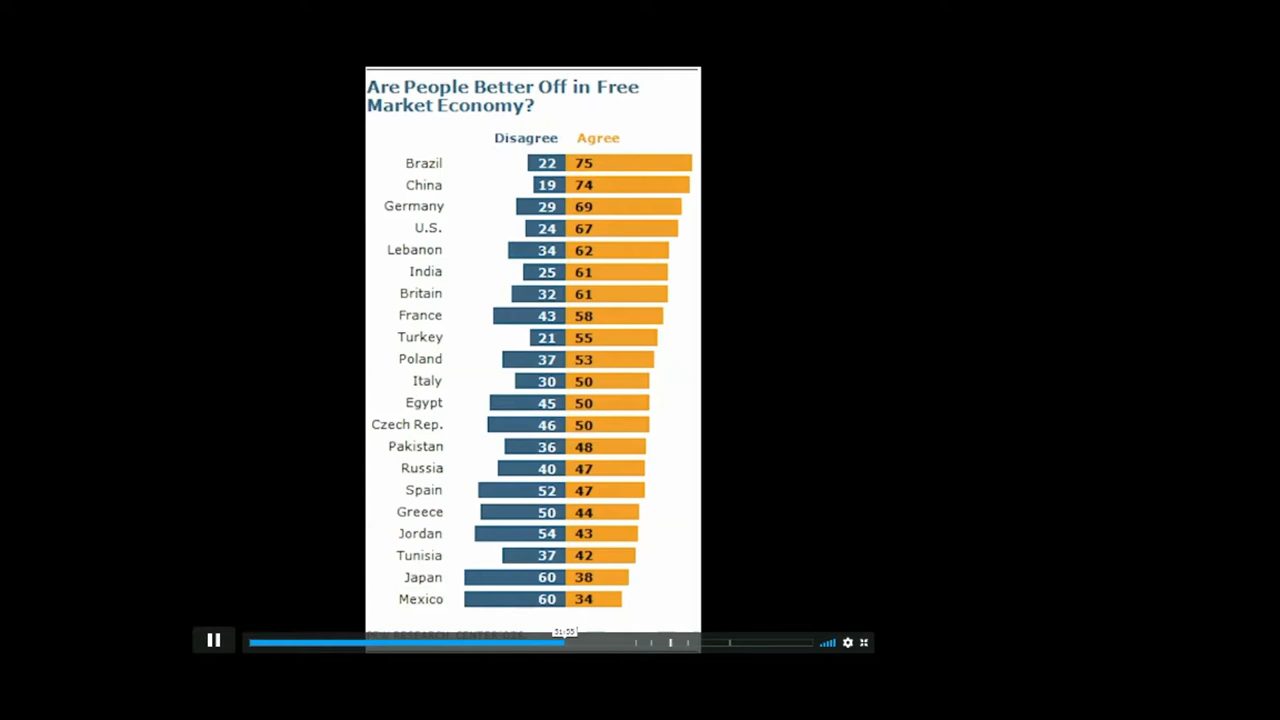 Are People Better Off in Free
Market Economy?
Disagree Agree
Brazil 22 75
China 19 74
Germany 29 69
U.S. 24 67
Lebanon 34 62
India 25 61
Britain 32 61
France 43 58
Turkey 21 55
Poland 37 53
Italy 30 50
Egypt 45 50
Czech Rep. 46 50
Pakistan 36 48
Russia 40 47
Spain 52 47
Greece 50 44
Jordan 54 43
Tunisia 37 42
Japan 60 38
Mexico 60 34
PEW RESEARCH CENTER